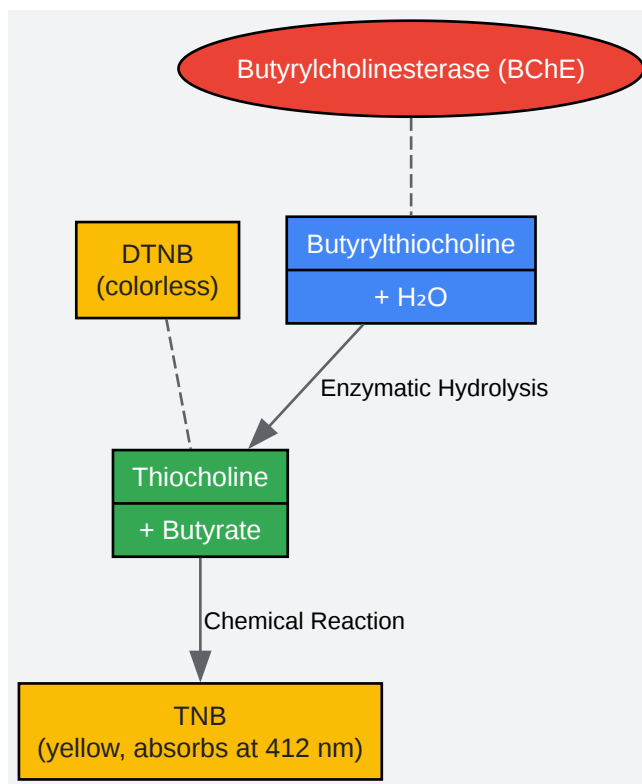 Butyrylcholinesterase (BChE)
DTNB
(colorless)
Butyrylthiocholine
+ H₂O
Enzymatic Hydrolysis
Thiocholine
+ Butyrate
Chemical Reaction
TNB
(yellow, absorbs at 412 nm)